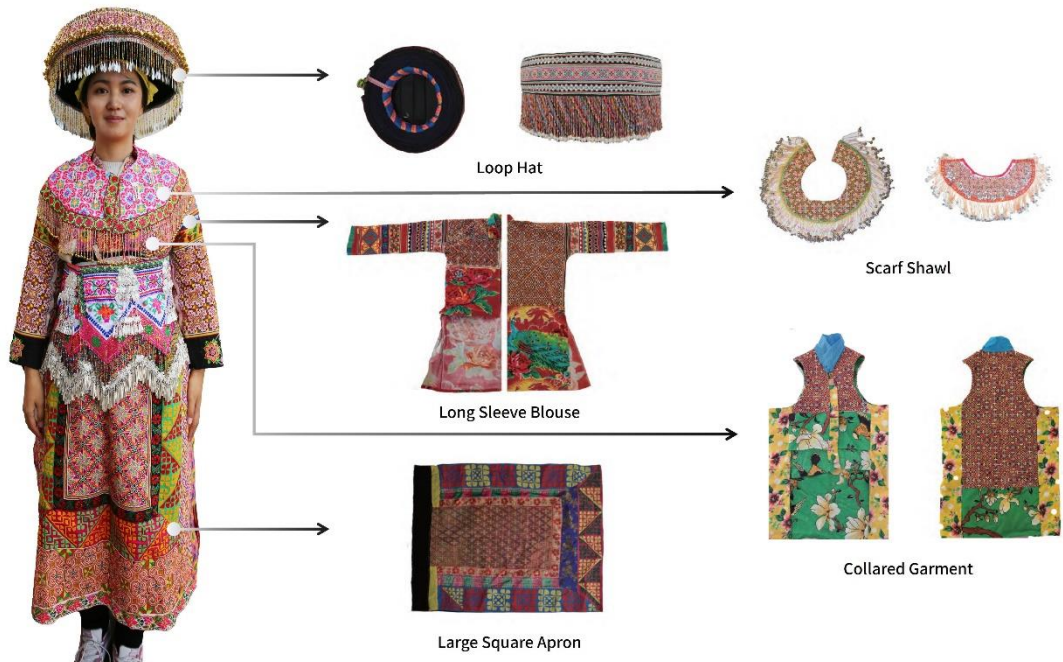 Loop Hat
Scarf Shawl
Long Sleeve Blouse
Collared Garment
Large Square Apron